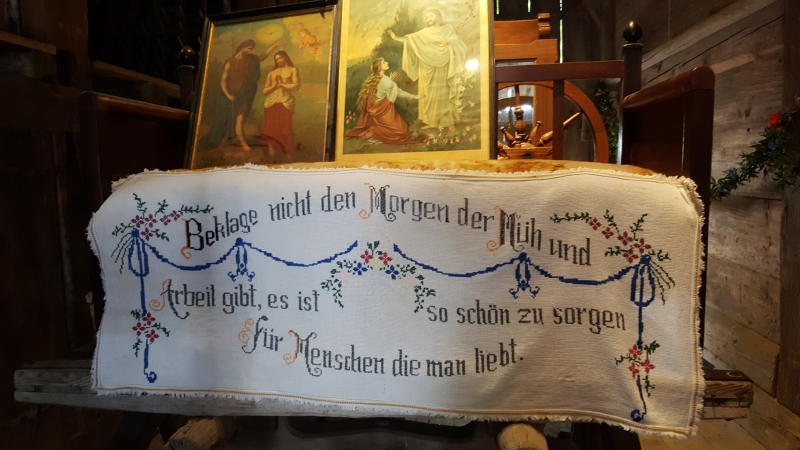 Beklage nicht den Morgen der Müh und
Arbeit gibt, es ist so schön zu sorgen
Für Menschen die man liebt.